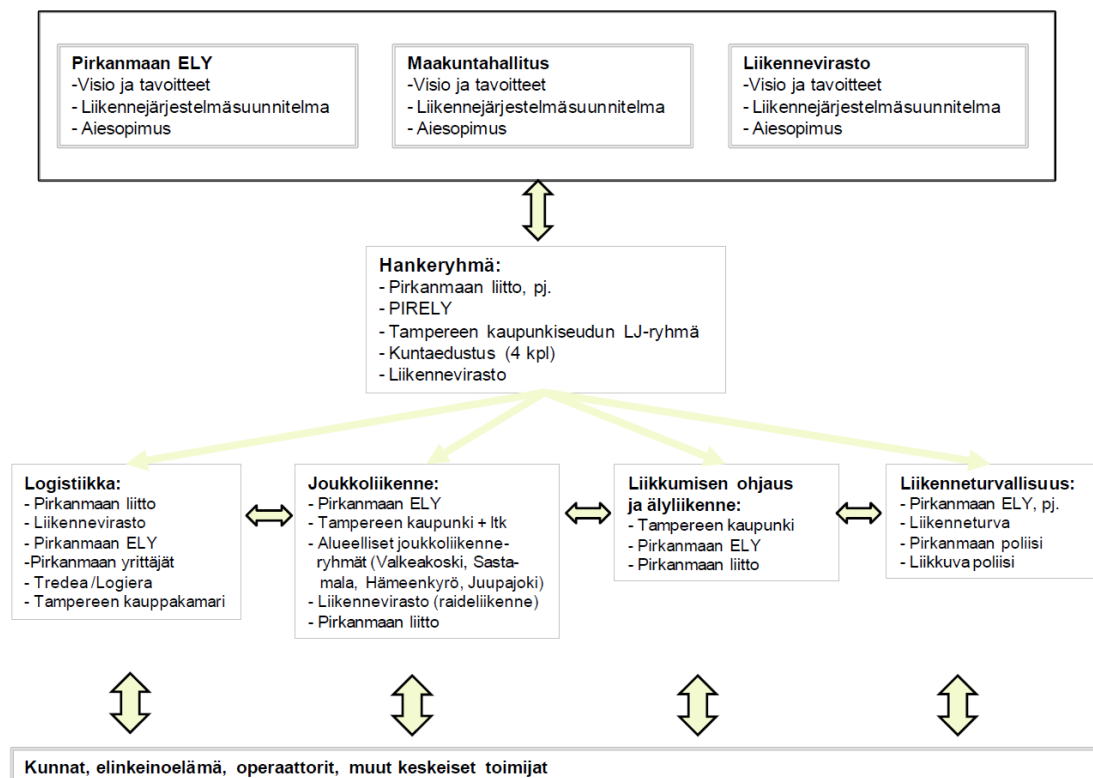 Pirkanmaan ELY
-Visio ja tavoitteet
- Liikennejärjestelmäsuunnitelma
- Aiesopimus
Maakuntahallitus
-Visio ja tavoitteet
- Liikennejärjestelmäsuunnitelma
- Aiesopimus
Liikennevirasto
-Visio ja tavoitteet
- Liikennejärjestelmäsuunnitelma
- Aiesopimus
Hankeryhmä:
- Pirkanmaan liitto, pj.
- PIRELY
- Tampereen kaupunkiseudun LJ-ryhmä
- Kuntaedustus (4 kpl)
- Liikennevirasto
Logistiikka:
- Pirkanmaan liitto
- Liikennevirasto
- Pirkanmaan ELY
-Pirkanmaan yrittäjät
- Tredea /Logiera
- Tampereen kauppakamari
Joukkoliikenne:
- Pirkanmaan ELY
- Tampereen kaupunki + ltk
- Alueelliset joukkoliikenne-
ryhmät (Valkeakoski, Sasta-
mala, Hämeenkyrö, Juupajoki)
- Liikennevirasto (raideliikenne)
- Pirkanmaan liitto
Liikkumisen ohjaus
ja älyliikenne:
- Tampereen kaupunki
- Pirkanmaan ELY
- Pirkanmaan liitto
Liikenneturvallisuus:
- Pirkanmaan ELY, pj.
- Liikenneturva
- Pirkanmaan poliisi
- Liikkuva poliisi
Kunnat, elinkeinoelämä, operaattorit, muut keskeiset toimijat